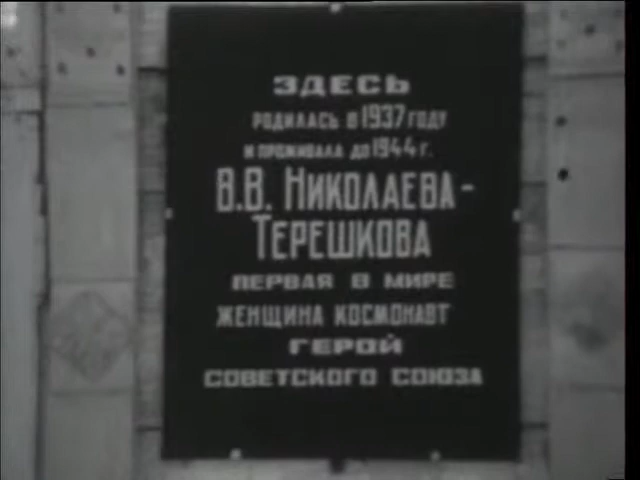 ЗДЕСЬ
РОДИЛАСЬ В 1937 ГОДУ
И ПРОЖИВАЛА ДО 1944 Г.
В.В. НИКОЛАЕВА-
ТЕРЕШКОВА
ПЕРВАЯ В МИРЕ
ЖЕНЩИНА КОСМОНАВТ
ГЕРОЙ
СОВЕТСКОГО СОЮЗА